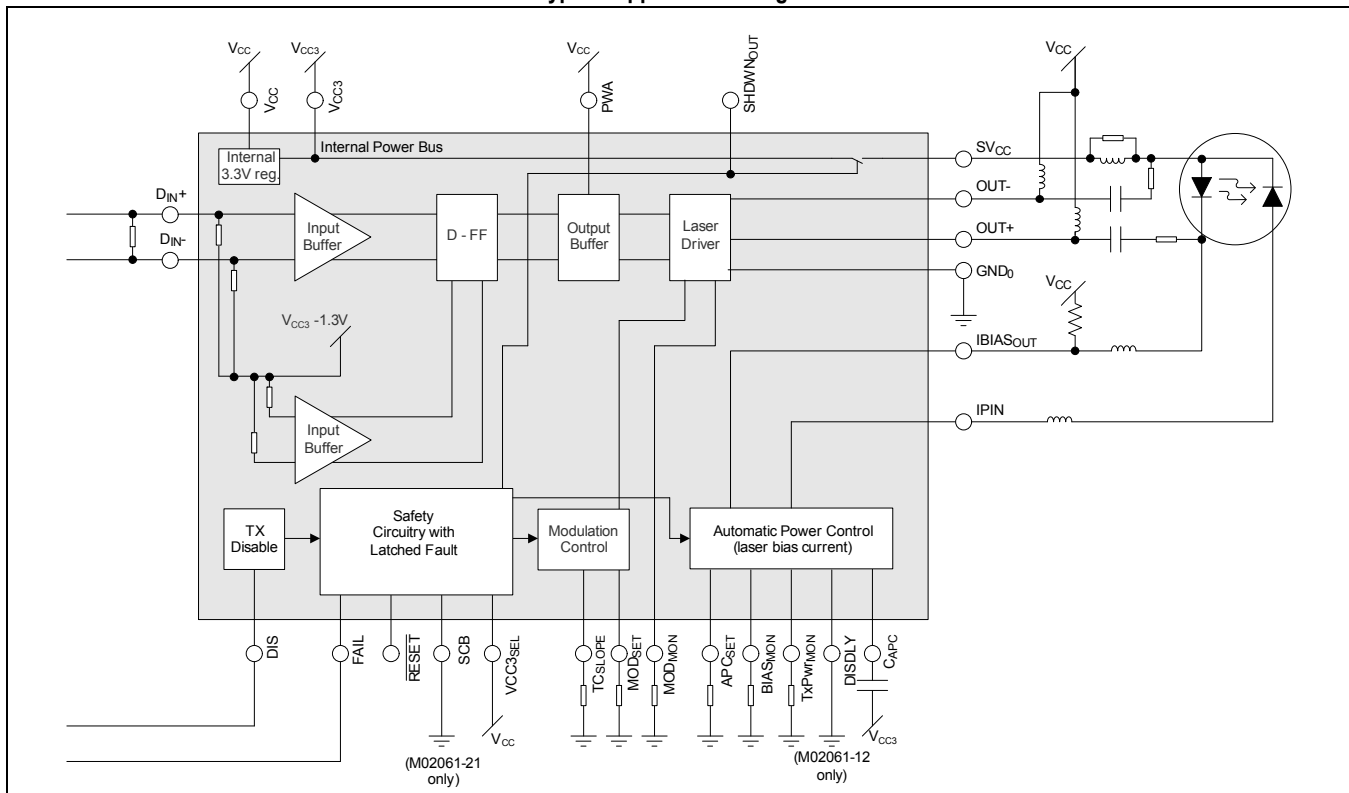 VCC
VCC3
VCC
VCC
VCC
VCC3
PWA
SHDWNOUT
Internal Power Bus
Internal
3.3V reg.
SVCC
DIN+
OUT-
Input
Buffer
D - FF
Output
Buffer
Laser
Driver
OUT+
DIN-
GND0
VCC
VCC3 -1.3V
IBIASOUT
IPIN
Input
Buffer
TX
Disable
Safety
Circuitry with
Latched Fault
Modulation
Control
Automatic Power Control
(laser bias current)
DIS
FAIL
RESET
SCB
VCC3SEL
TCSLOPE
MODSET
MODMON
APCSET
BIASMON
TxPwrMON
DISDLY
CAPC
VCC
VCC3
(M02061-21
only)
(M02061-12
only)